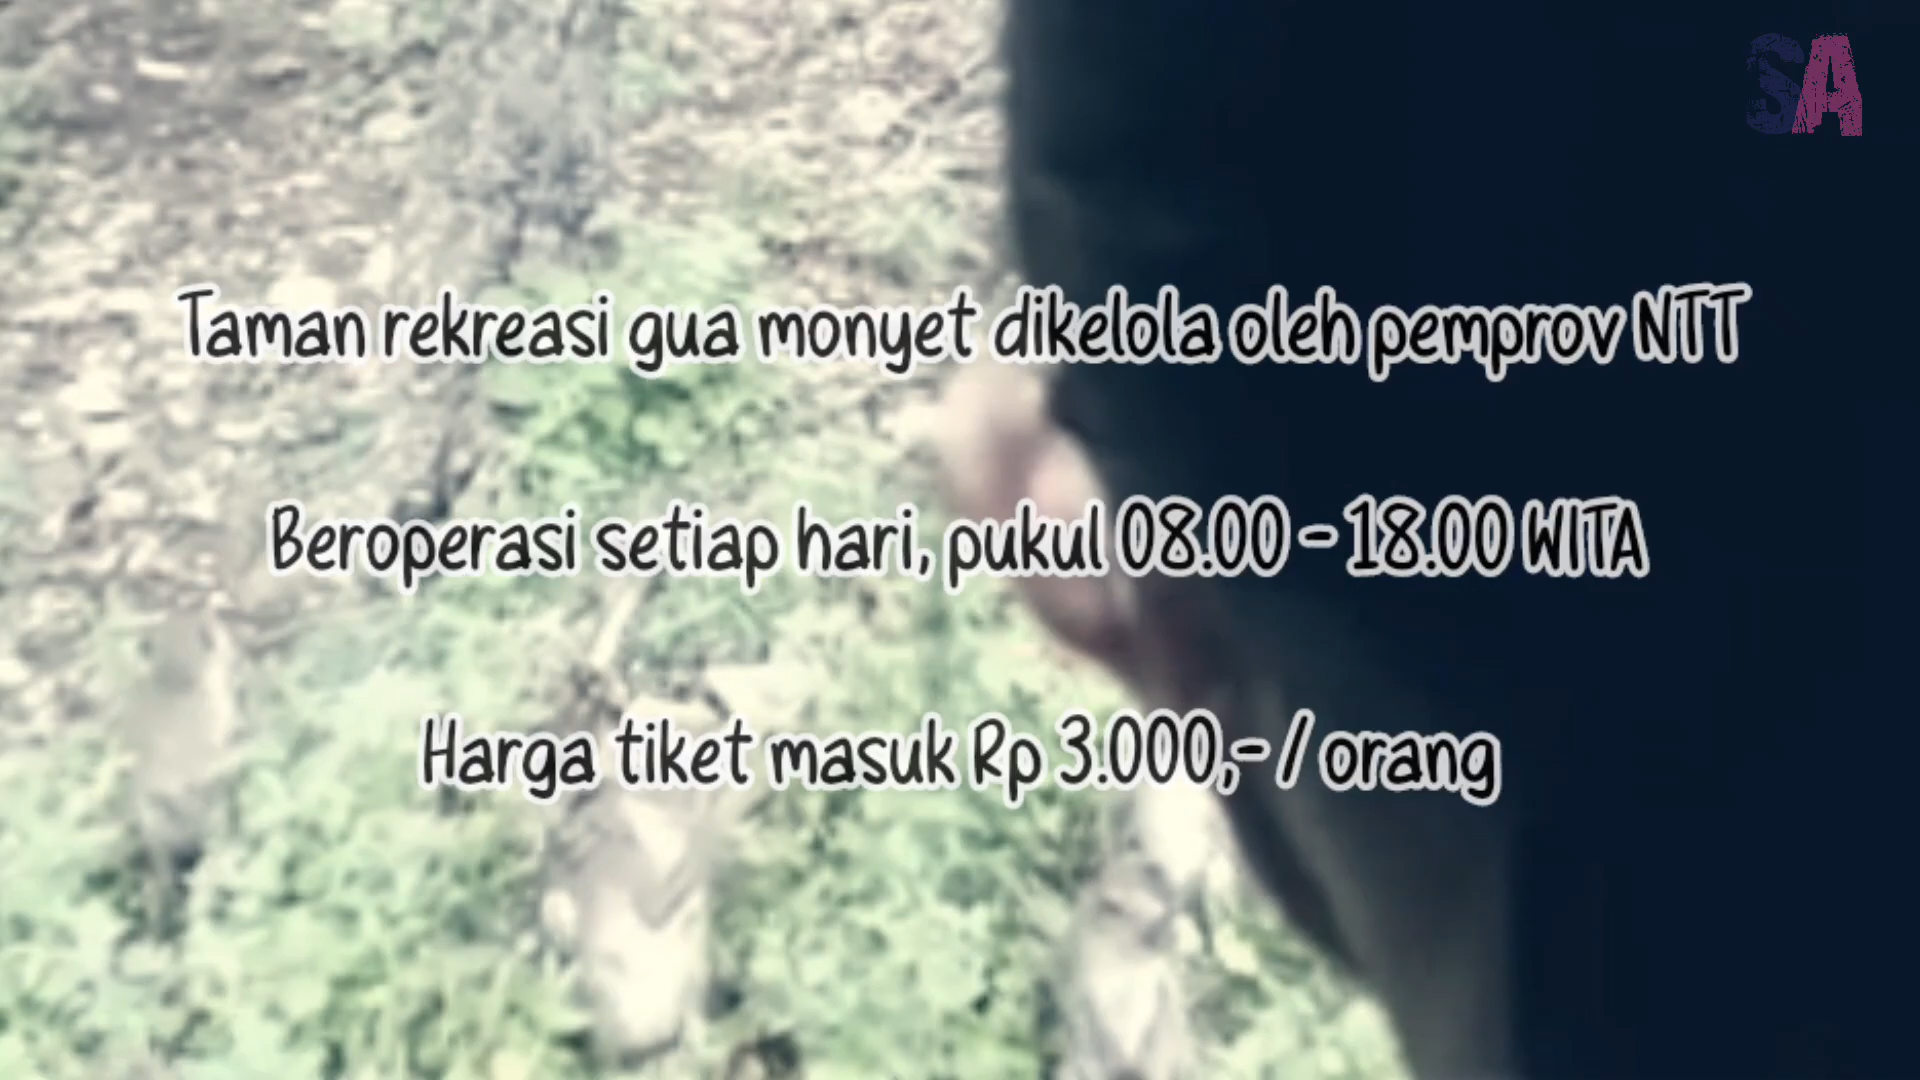 SA
Taman rekreasi gua monyet dikelola oleh pemprov NTT
Beroperasi setiap hari, pukul 08.00 - 18.00 WITA
Harga tiket masuk Rp 3.000,- / orang